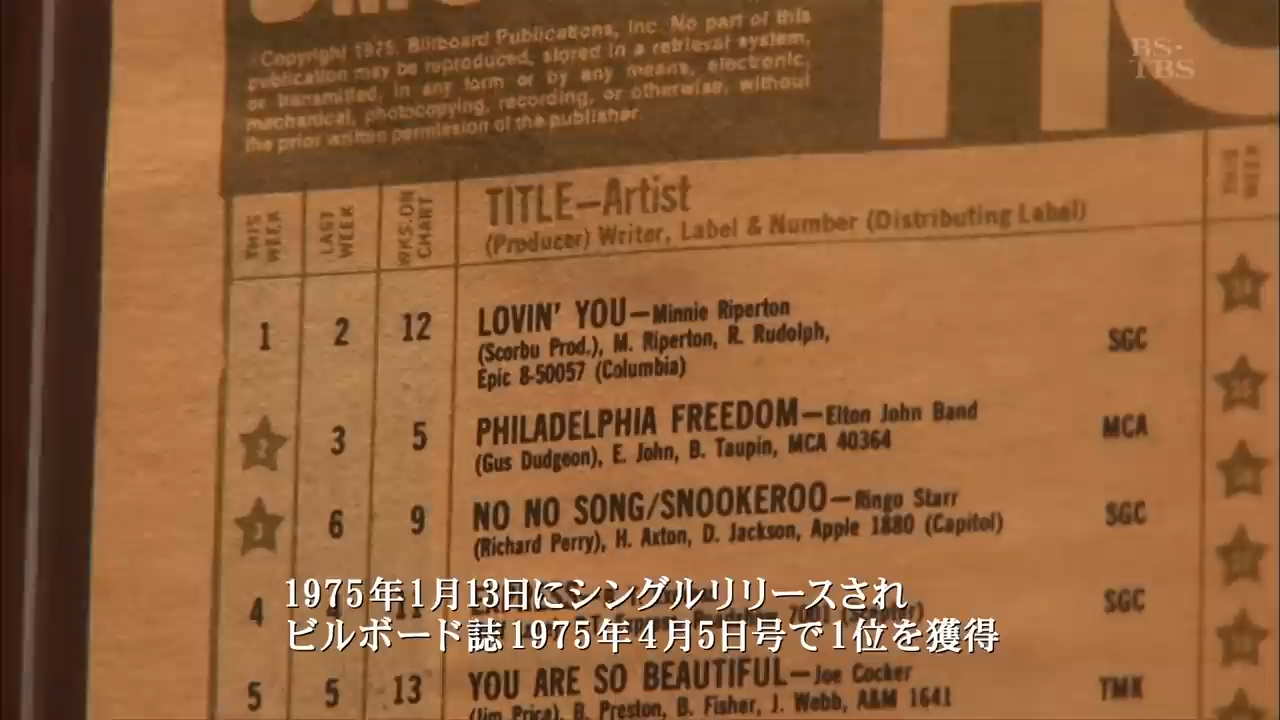 Copyright 1975, Billboard Publications, Inc. No part of this
publication may be reproduced, stored in a retrieval system,
or transmitted, in any form or by any means, electronic,
mechanical, photocopying, recording, or otherwise, without
the prior written permission of the publisher.
BS-
TBS
THIS WEEK
LAST WEEK
WKS.ON CHART
TITLE—Artist
(Producer) Writer, Label & Number (Distributing Label)
1 2 12 LOVIN' YOU—Minnie Riperton
(Scorbu Prod.), M. Riperton, R. Rudolph, SGC
Epic 8-50057 (Columbia)
2 3 5 PHILADELPHIA FREEDOM—Elton John Band MCA
(Gus Dudgeon), E. John, B. Taupin, MCA 40364
3 6 9 NO NO SONG/SNOOKEROO—Ringo Starr SGC
(Richard Perry), H. Axton, D. Jackson, Apple 1880 (Capitol)
4 SGC
1975年1月13日にシングルリリースされ
ビルボード誌1975年4月5日号で1位を獲得
5 5 13 YOU ARE SO BEAUTIFUL—Joe Cocker TMK
(Jim Price), B. Preston, B. Fisher, J. Webb, A&M 1641